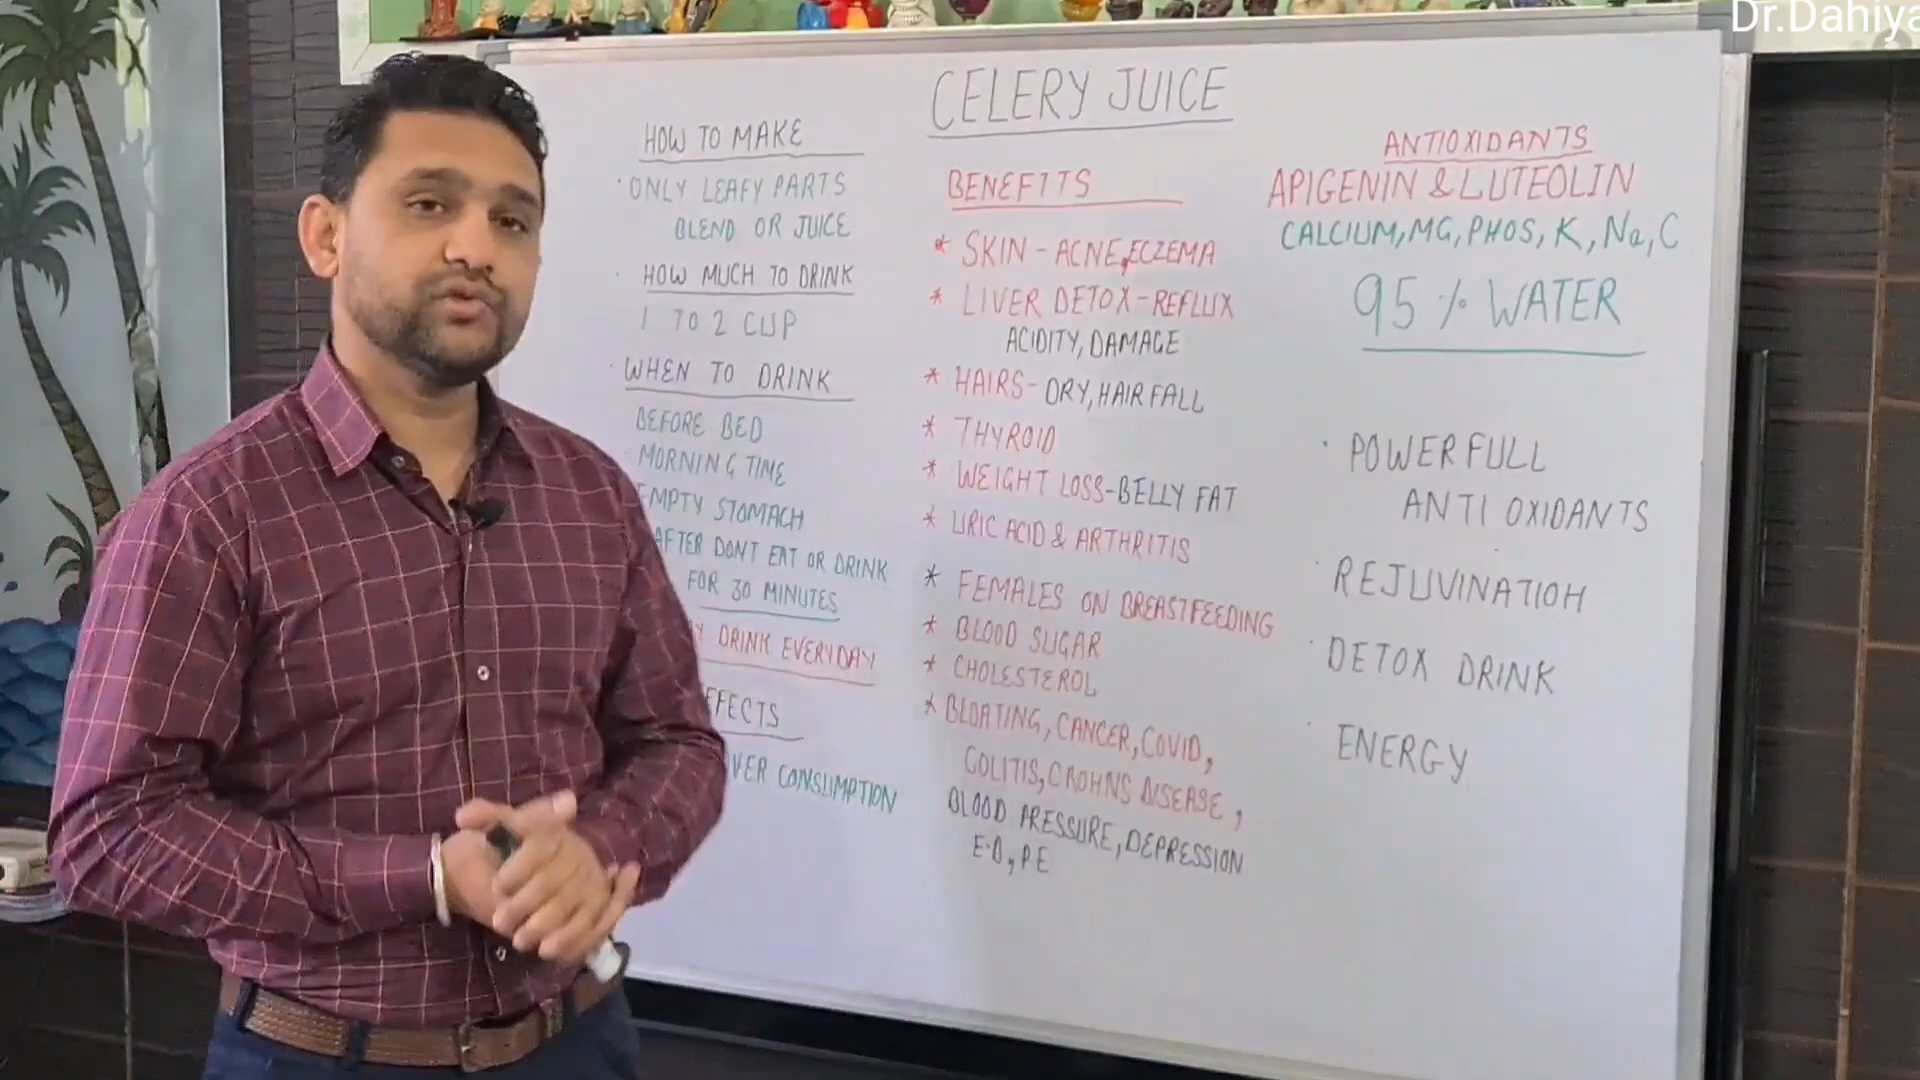 Dr.Dahiya
CELERY JUICE
HOW TO MAKE
ONLY LEAFY PARTS
BLEND OR JUICE
HOW MUCH TO DRINK
1 TO 2 CUP
WHEN TO DRINK
BEFORE BED
MORNING TIME
EMPTY STOMACH
AFTER DONT EAT OR DRINK
FOR 30 MINUTES
DRINK EVERYDAY
FFECTS
VER CONSUMPTION
BENEFITS
* SKIN - ACNE, ECZEMA
* LIVER DETOX - REFLUX
ACIDITY, DAMAGE
* HAIRS - DRY, HAIR FALL
* THYROID
* WEIGHT LOSS - BELLY FAT
* URIC ACID & ARTHRITIS
* FEMALES ON BREASTFEEDING
* BLOOD SUGAR
* CHOLESTEROL
* BLOATING, CANCER, COVID,
COLITIS, CROHNS DISEASE,
BLOOD PRESSURE, DEPRESSION
E.D, PE
ANTIOXIDANTS
APIGENIN & LUTEOLIN
CALCIUM, MG, PHOS, K, Na, C
95 % WATER
· POWERFULL
ANTI OXIDANTS
· REJUVINATIOH
· DETOX DRINK
· ENERGY